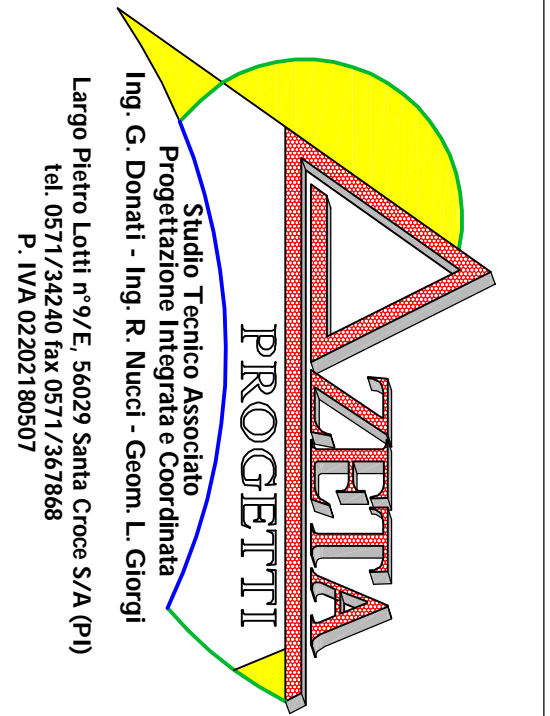 AZETA
PROGETTI
Studio Tecnico Associato
Progettazione Integrata e Coordinata
Ing. G. Donati - Ing. R. Nucci - Geom. L. Giorgi
Largo Pietro Lotti n°9/E, 56029 Santa Croce S/A (PI)
tel. 0571/34240 fax 0571/367868
P. IVA 02202180507